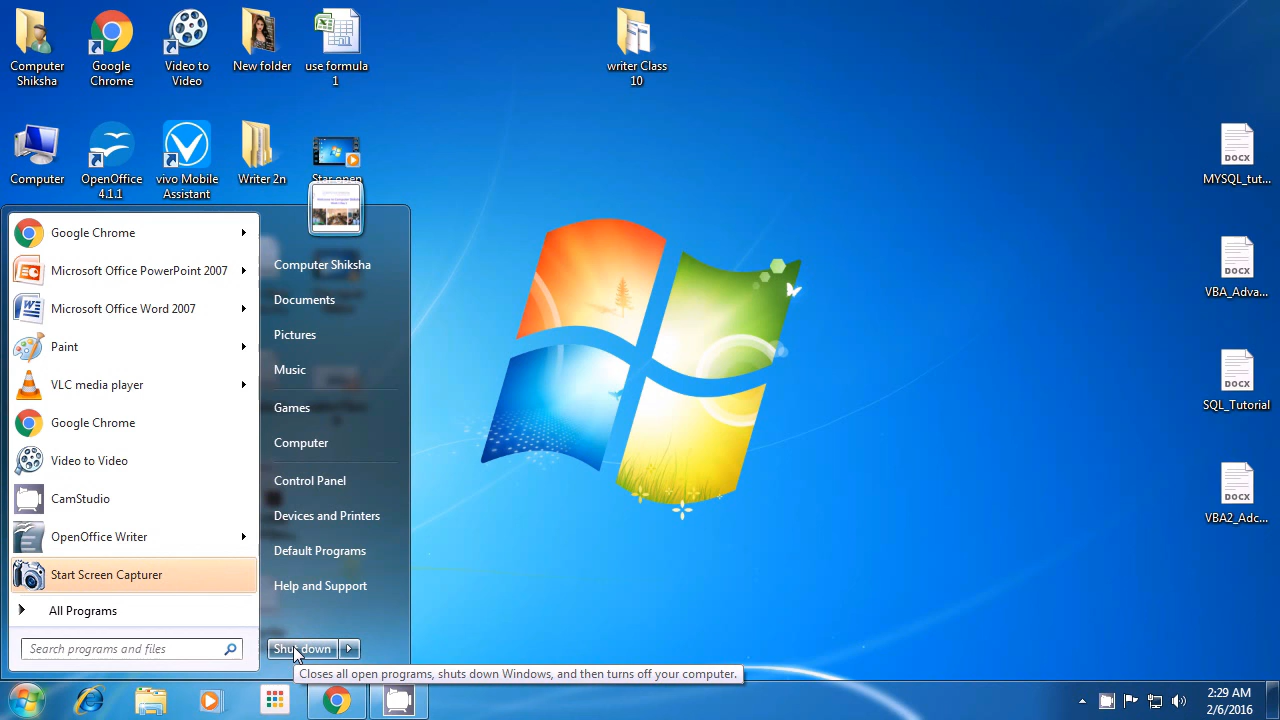 Computer
Shiksha
Google
Chrome
Video to
Video
New folder
use formula
1
writer Class
10
Computer
OpenOffice
4.1.1
vivo Mobile
Assistant
Writer 2n
DOCX
MYSQL_tut...
DOCX
VBA_Adva...
DOCX
SQL_Tutorial
DOCX
VBA2_Adc...
Google Chrome
Microsoft Office PowerPoint 2007
Microsoft Office Word 2007
Paint
VLC media player
Google Chrome
Video to Video
CamStudio
OpenOffice Writer
Start Screen Capturer
All Programs
Search programs and files
Computer Shiksha
Documents
Pictures
Music
Games
Computer
Control Panel
Devices and Printers
Default Programs
Help and Support
Shut down
Closes all open programs, shuts down Windows, and then turns off your computer.
2:29 AM
2/6/2016